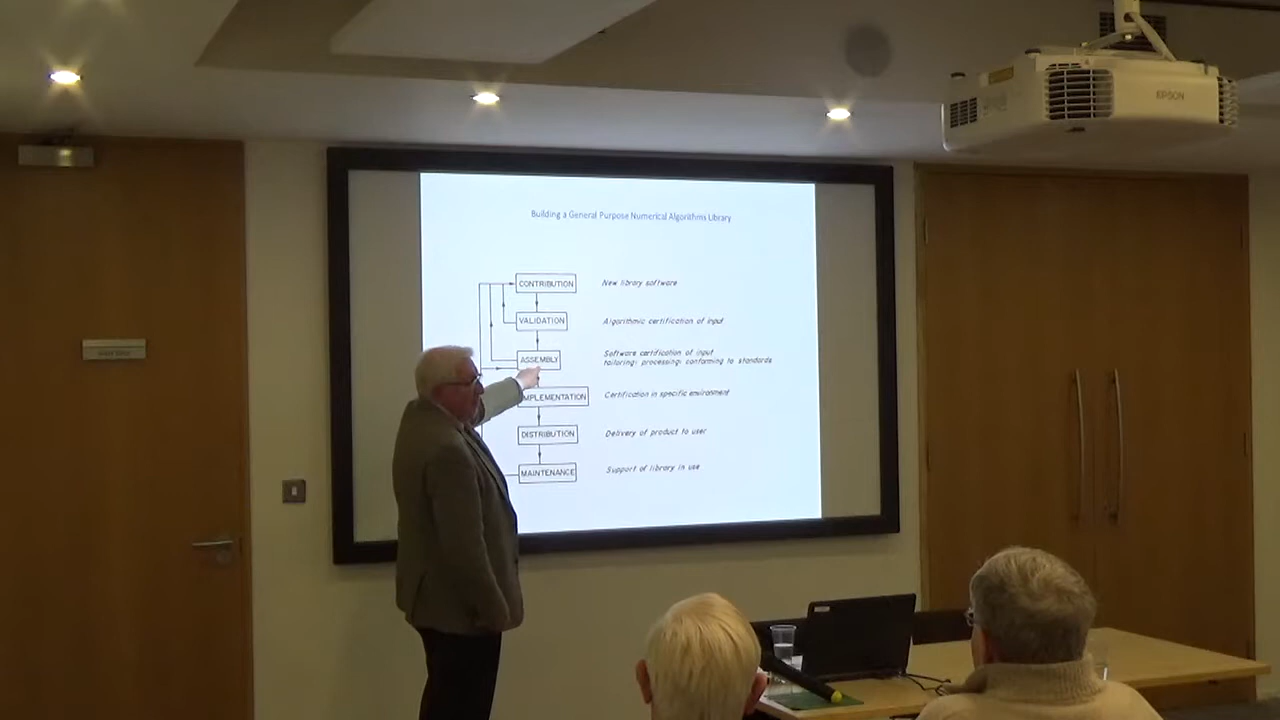 EPSON
Building a General Purpose Numerical Algorithms Library
CONTRIBUTION New library software
VALIDATION Algorithmic certification of input
ASSEMBLY Software certification of input
tailoring: processing: conforming to standards
IMPLEMENTATION Certification in specific environment
DISTRIBUTION Delivery of product to user
MAINTENANCE Support of library in use